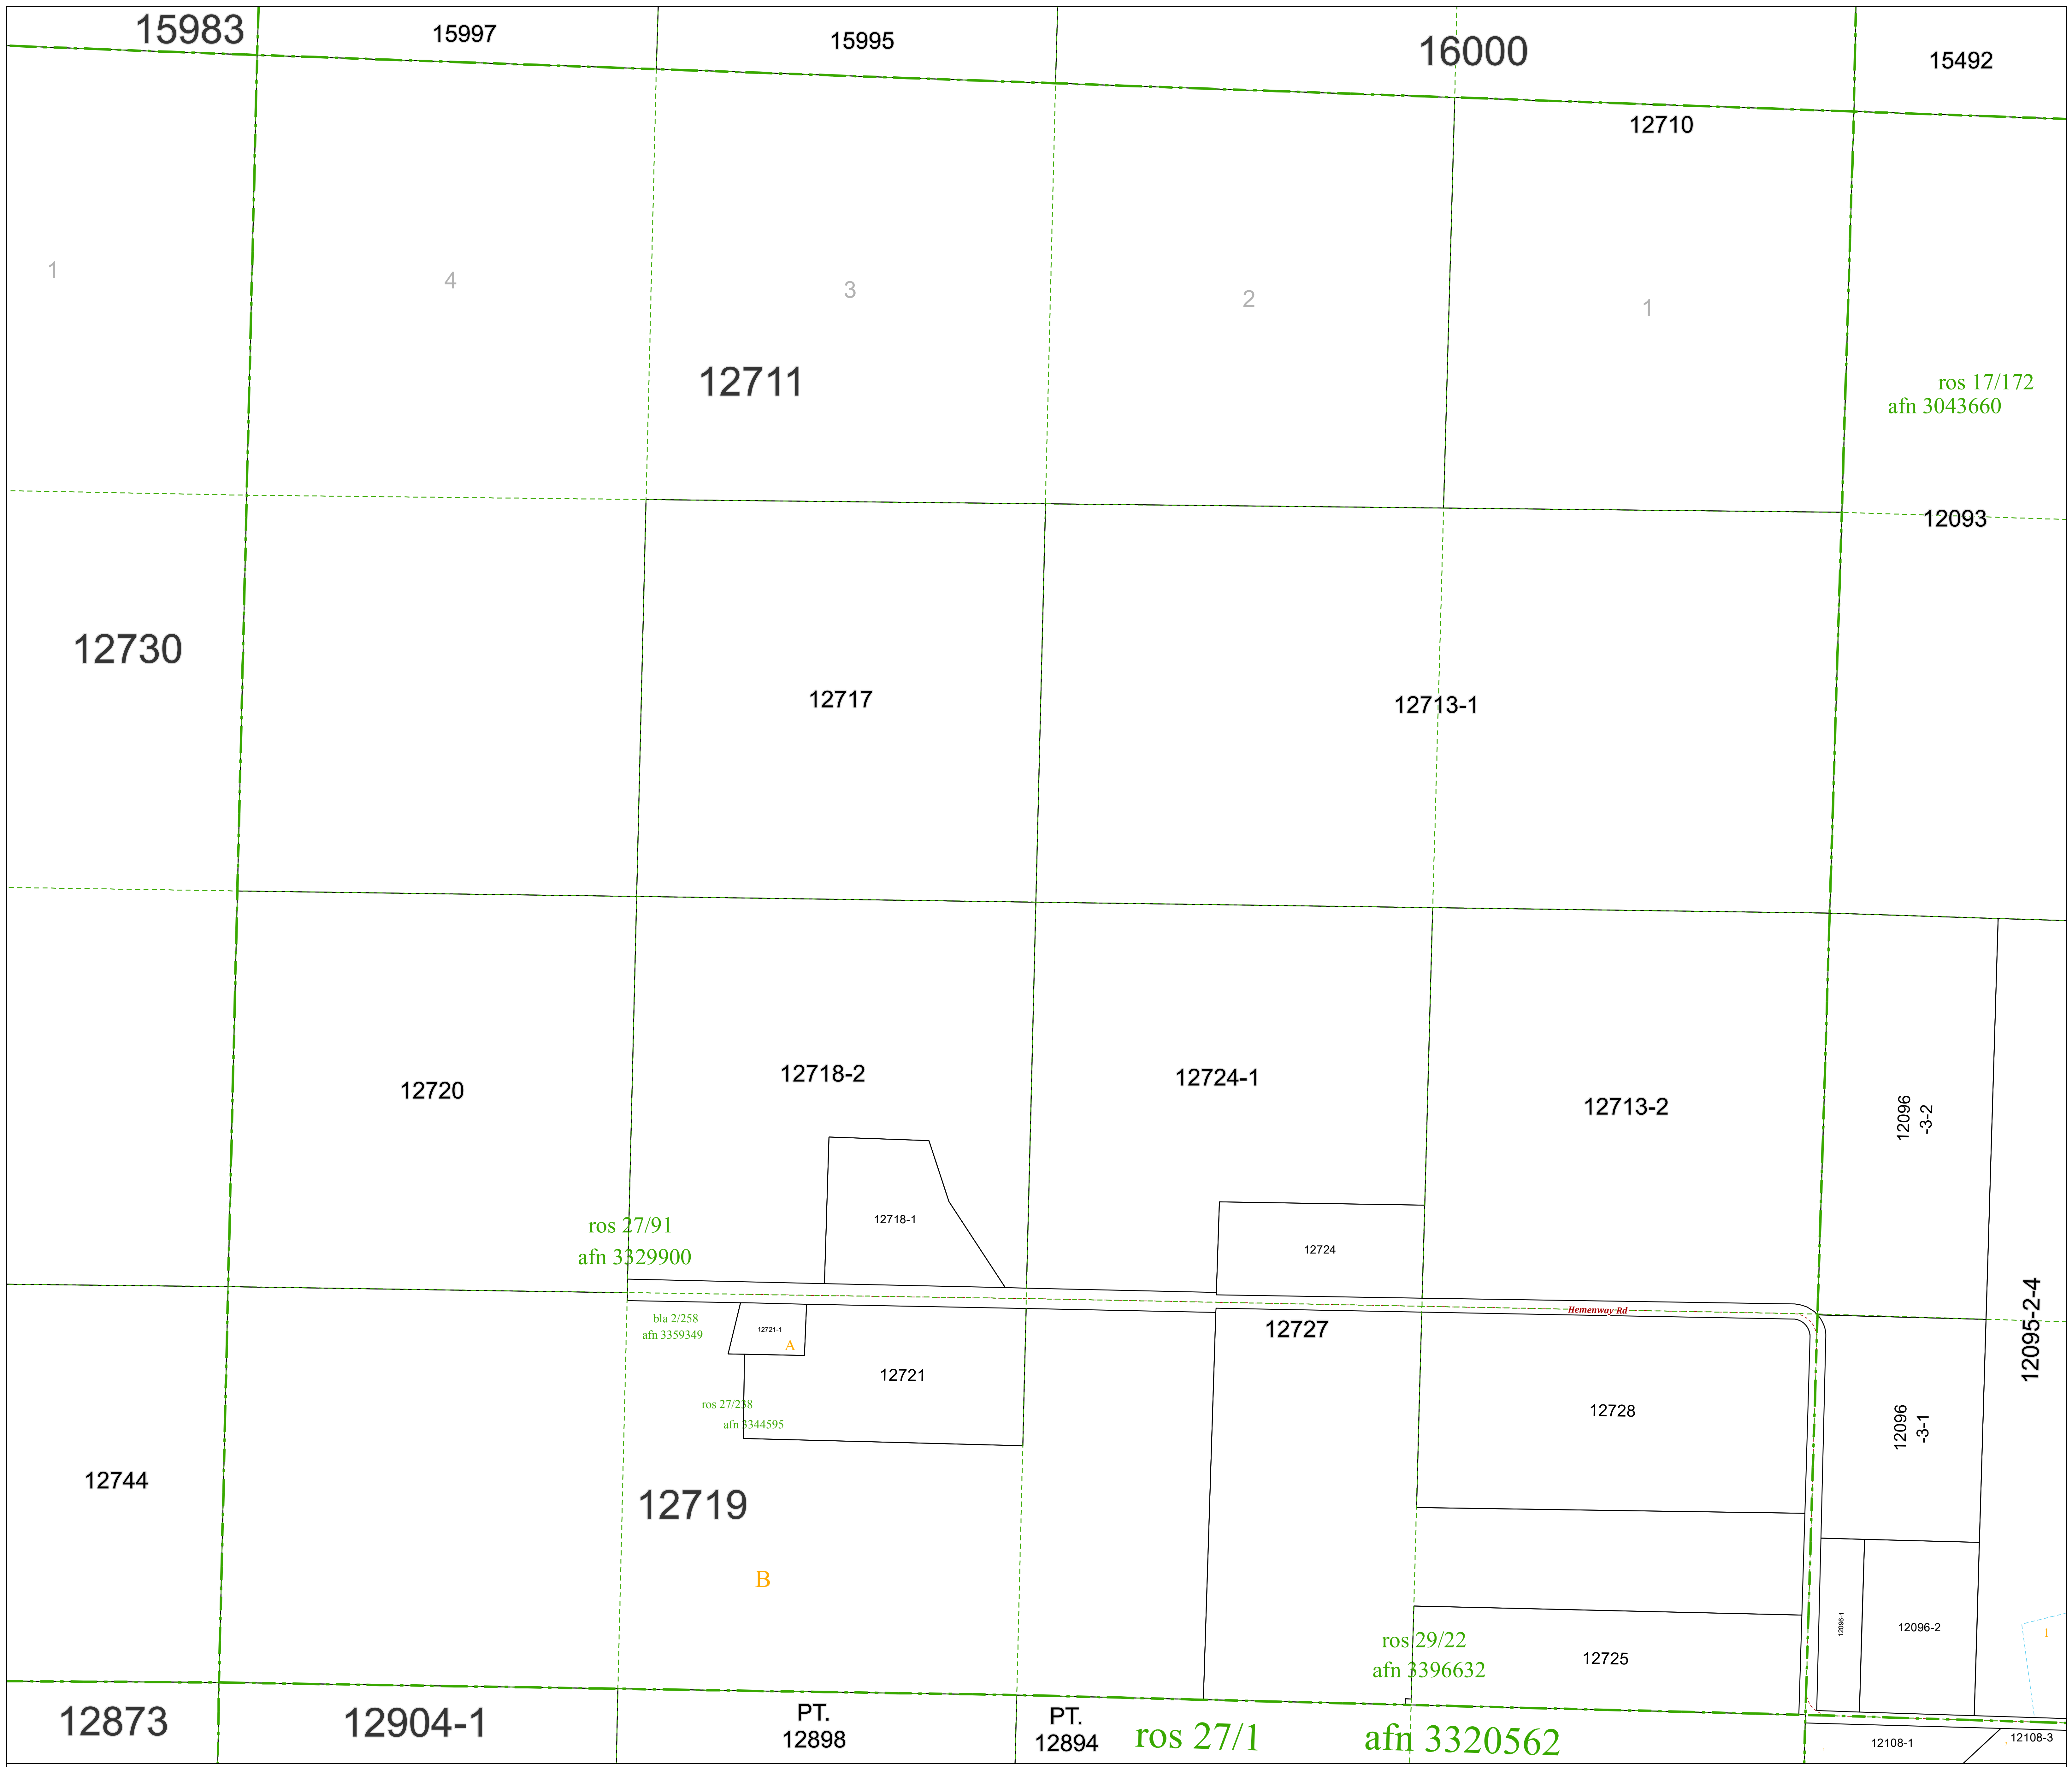 15983
15997
15995
16000
15492
12710
1
4
3
2
1
12711
ros 17/172
afn 3043660
12093
12730
12717
12713-1
12720
12718-2
12724-1
12713-2
12096
-3-2
12718-1
12724
ros 27/91
afn 3329900
Hemenway Rd
12095-2-4
bla 2/258
afn 3359349
12721-1
A
12727
12721
ros 27/238
afn 3344595
12728
12096
-3-1
12744
12719
B
12096-1
12096-2
1
ros 29/22
afn 3396632
12725
12873
12904-1
PT.
12898
PT.
12894
ros 27/1
afn 3320562
12108-1
12108-3